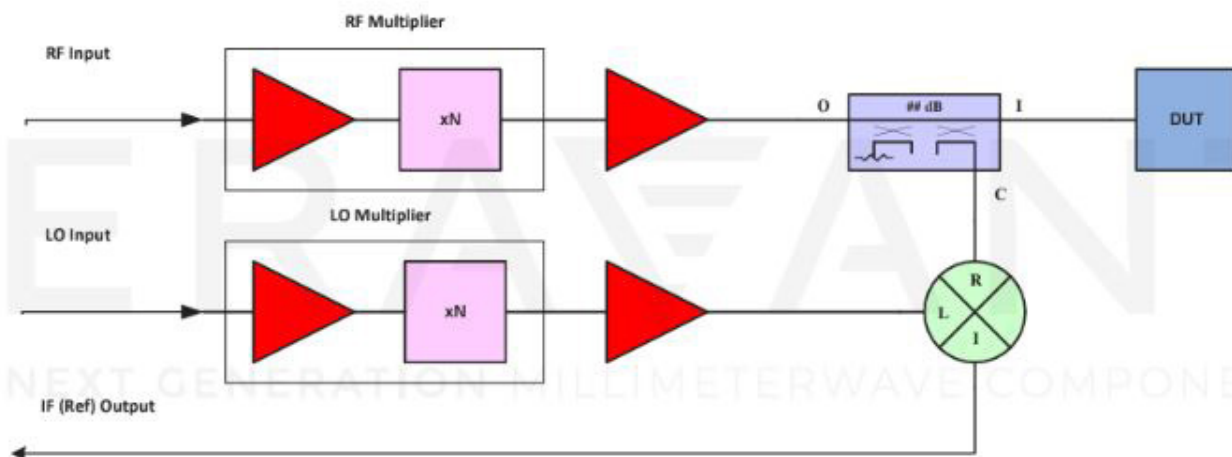 RF Multiplier
RF Input
xN
O
## dB
I
DUT
C
LO Multiplier
LO Input
xN
R
L
I
IF (Ref) Output
ERAVANT
NEXT GENERATION MILLIMETERWAVE COMPONE